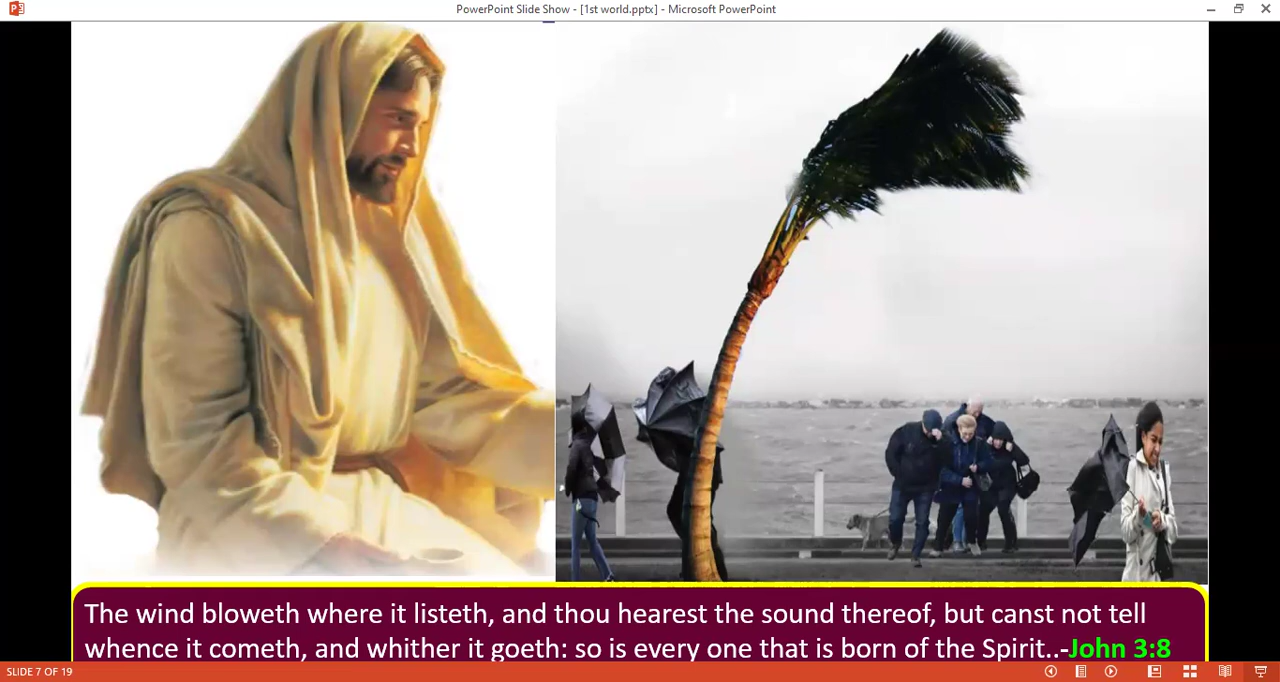 PowerPoint Slide Show - [1st world.pptx] - Microsoft PowerPoint
The wind bloweth where it listeth, and thou hearest the sound thereof, but canst not tell
whence it cometh, and whither it goeth: so is every one that is born of the Spirit..-John 3:8
SLIDE 7 OF 19